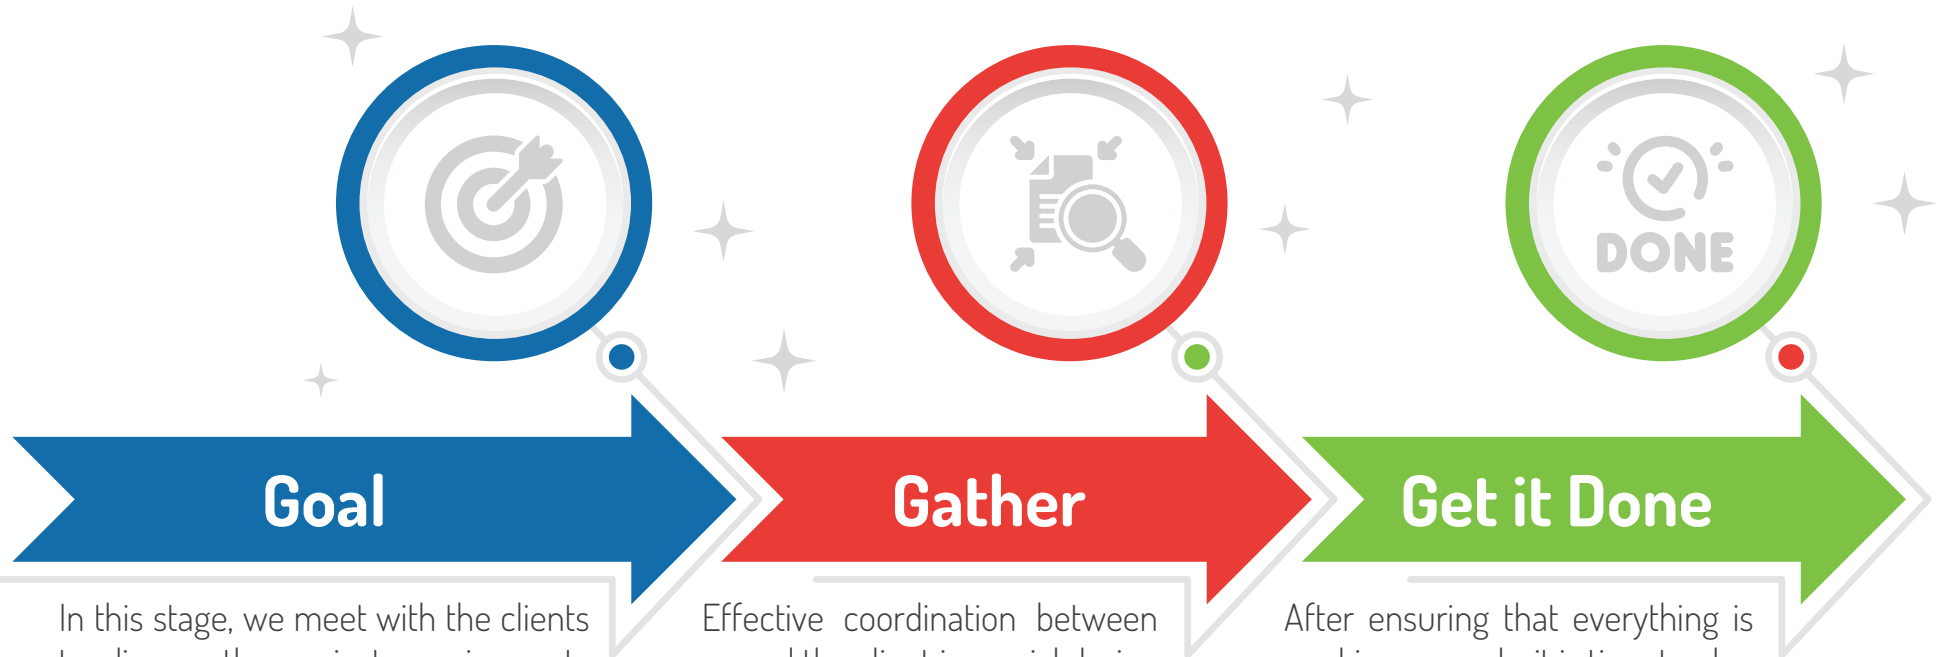 DONE
Goal
Gather
Get it Done
In this stage, we meet with the clients
Effective coordination between
After ensuring that everything is